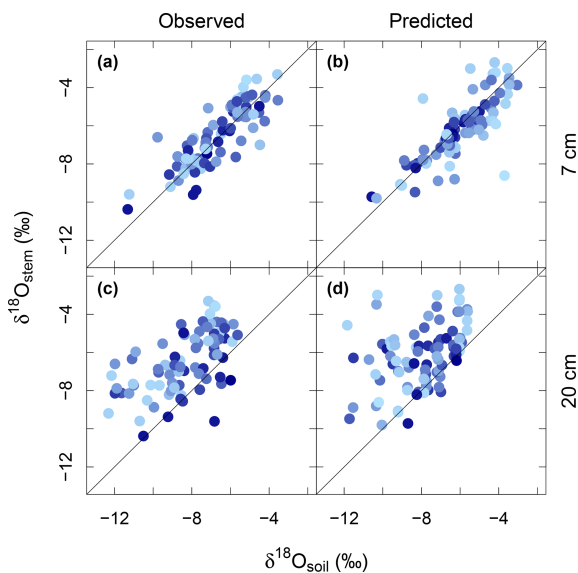 Observed Predicted
(a) (b)
−4
−8
−12
7 cm
δ18Ostem (‰)
(c) (d)
−4
−8
−12
20 cm
−12 −8 −4 −12 −8 −4
δ18Osoil (‰)